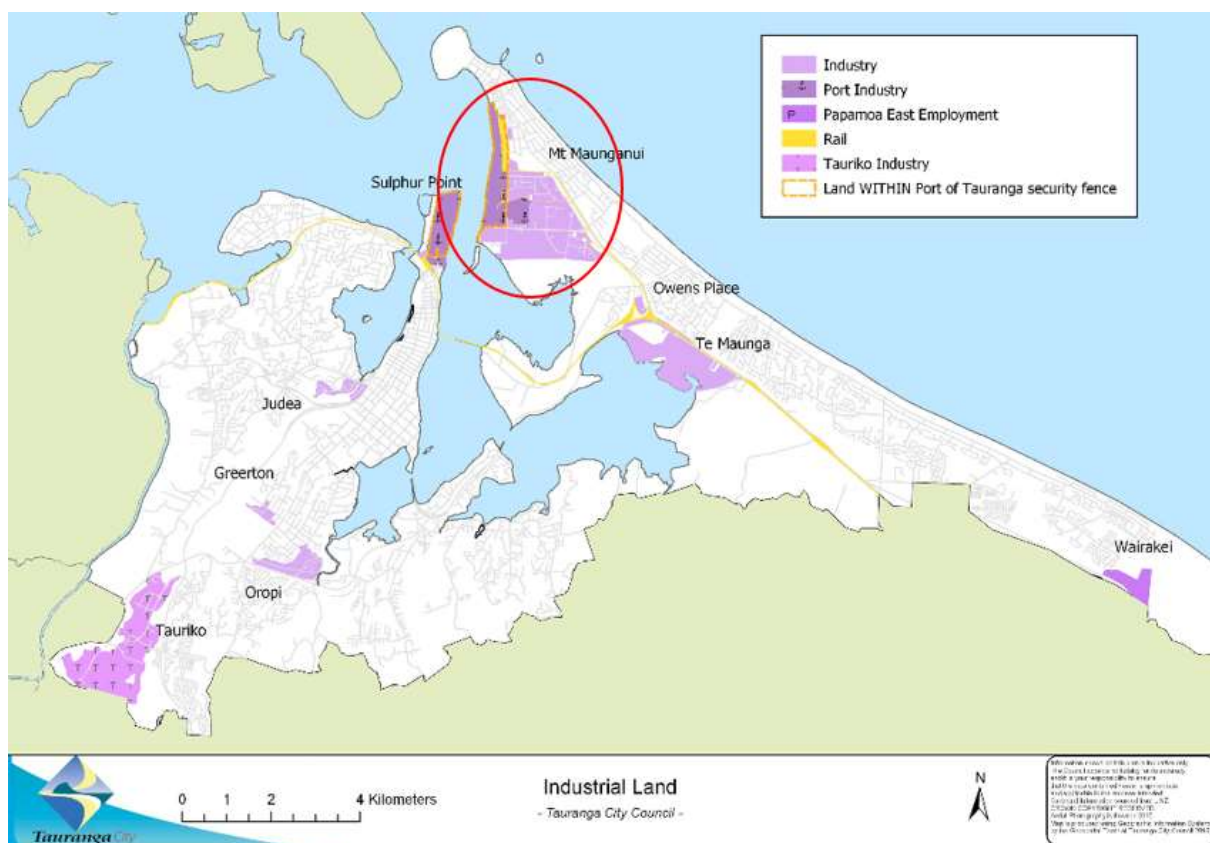 Industry
Port Industry
P Papamoa East Employment
Rail
Tauriko Industry
Land WITHIN Port of Tauranga security fence
Mt Maunganui
Sulphur Point
Owens Place
Te Maunga
Judea
Greerton
Wairakei
Oropi
Tauriko
T T
T
T T
T T T T
T T T T
0 1 2 4 Kilometers
Industrial Land
- Tauranga City Council -
N
Tauranga City